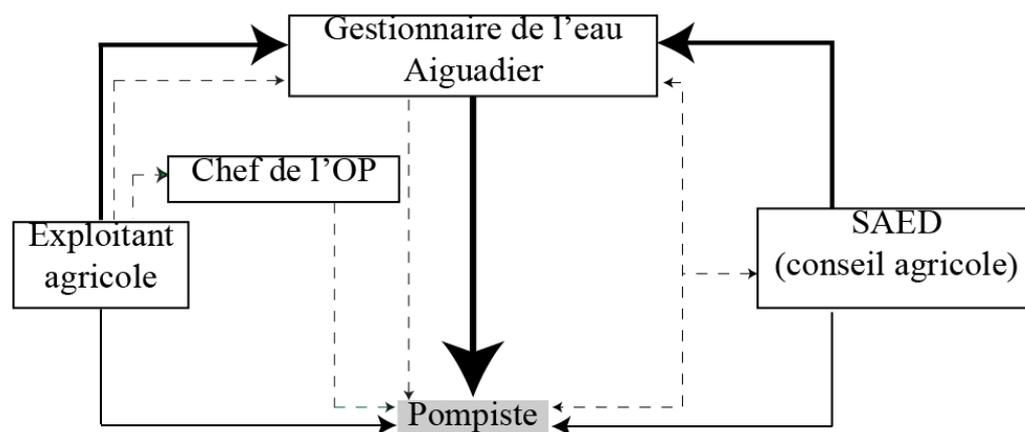 Gestionnaire de l’eau
Aiguadier
Chef de l’OP
Exploitant
agricole
SAED
(conseil agricole)
Pompiste